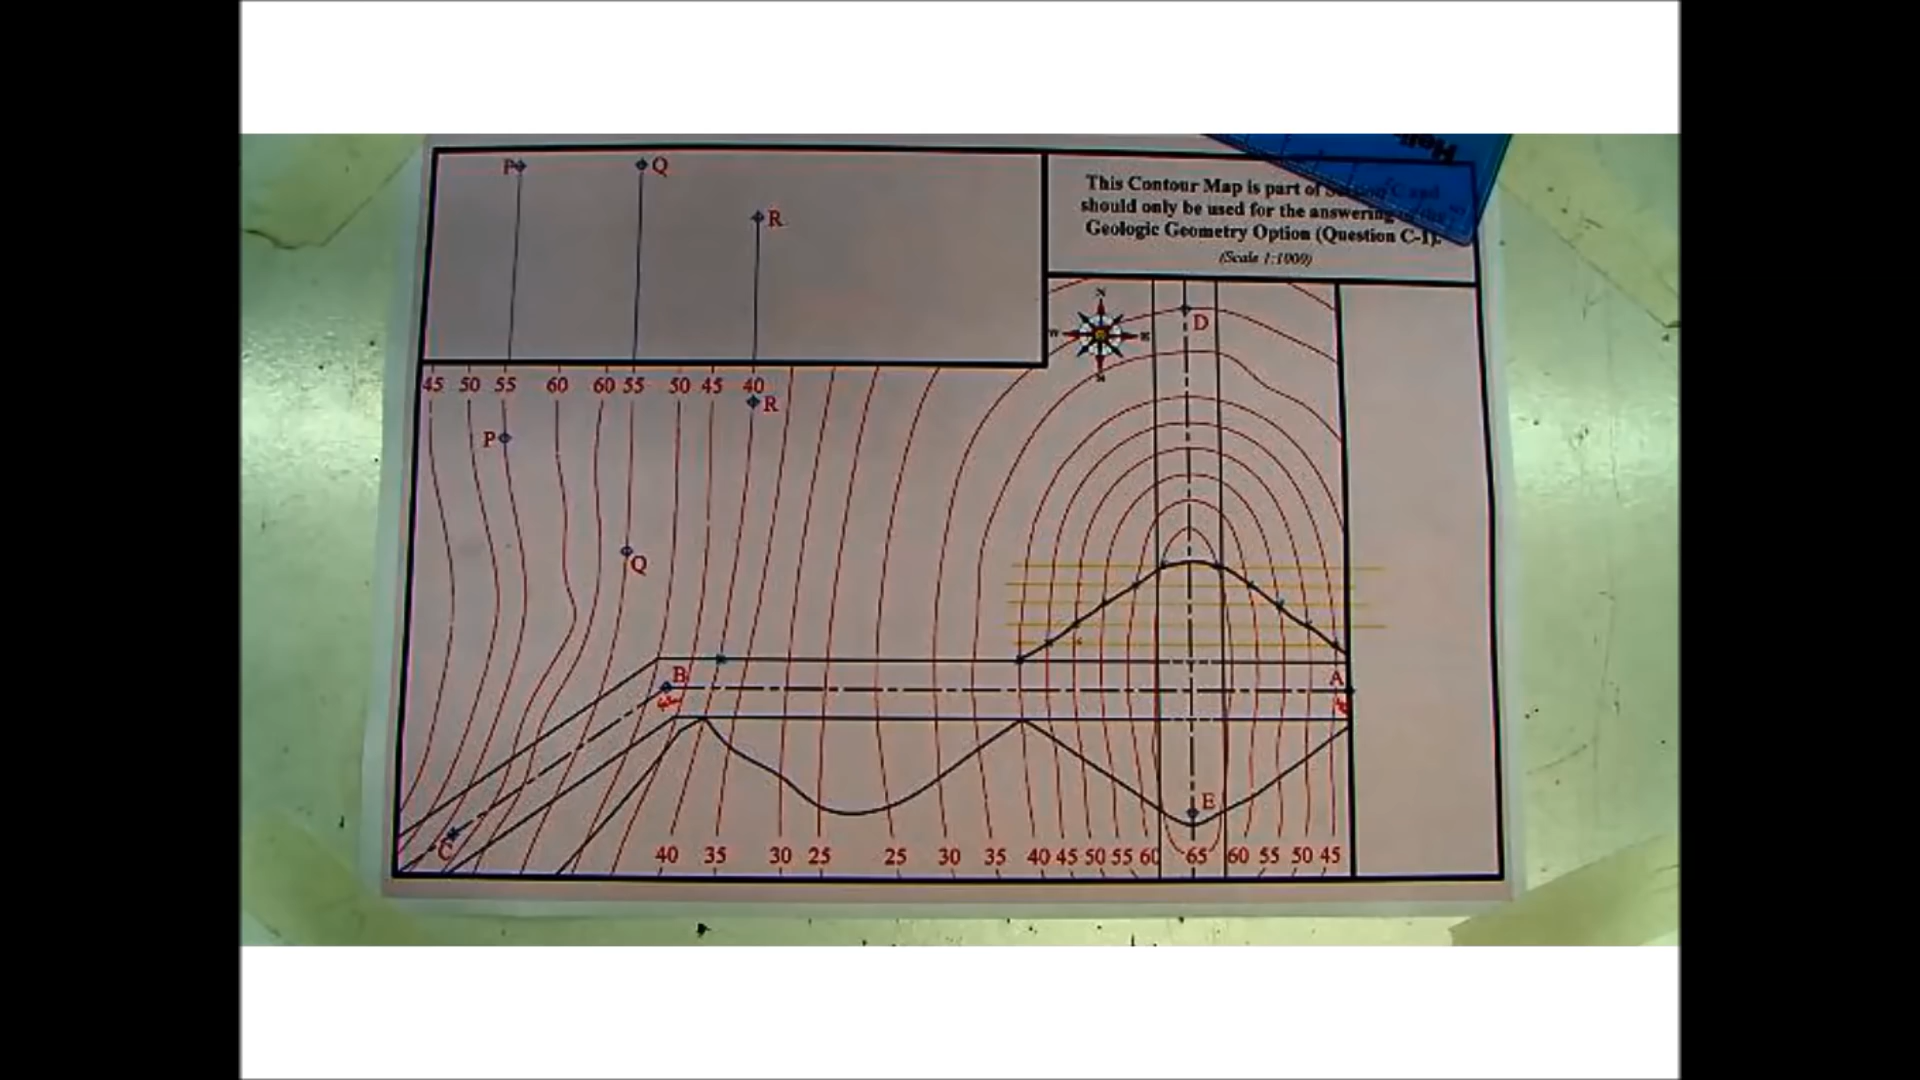 P
Q
R
This Contour Map is part of Section C and
should only be used for the answering
Geologic Geometry Option (Question C-1).
(Scale 1:1000)
N
W
E
D
45 50 55 60 60 55 50 45 40
R
P
Q
B
A
E
C
40 35 30 25 25 30 35 40 45 50 55 60 65 60 55 50 45